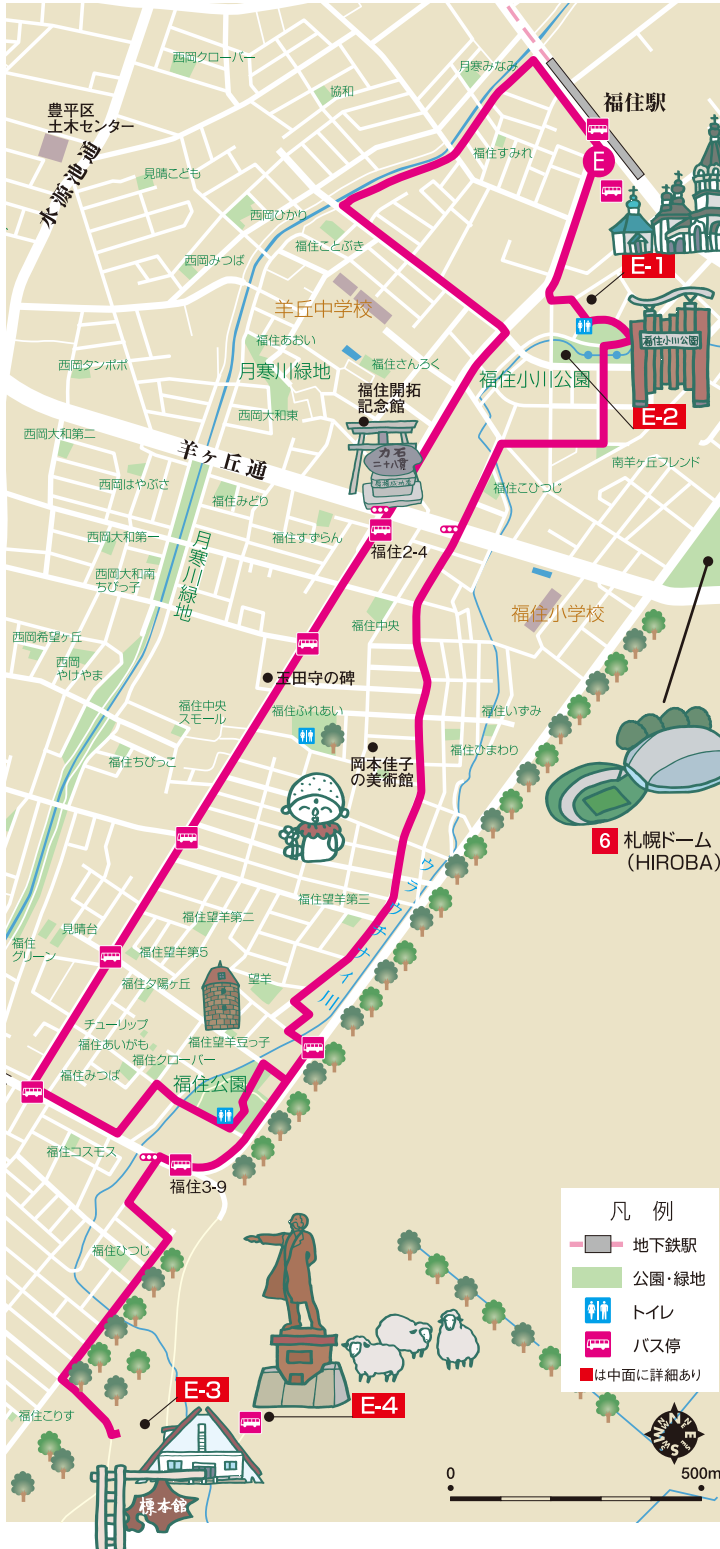 西岡クローバー
月寒みなみ
協和
福住駅
豊平区
土木センター
水源池通
福住すみれ
E
見晴こども
西岡ひかり
福住ことぶき
西岡みつば
E-1
羊丘中学校
福住小川公園
福住あおい
月寒川緑地
福住さんろく
西岡タンポポ
福住小川公園
福住開拓
記念館
西岡大和東
E-2
西岡大和第二
羊ヶ丘通
力石
二十八貫
南羊ヶ丘フレンド
西岡はやぶさ
福住みどり
福住こひつじ
西岡大和第一
福住すずらん
福住2-4
月寒川緑地
西岡大和南
ちびっ子
福住小学校
福住中央
西岡希望ヶ丘
西岡
やけやま
玉田守の碑
福住中央
スモール
福住ふれあい
福住いずみ
岡本佳子
の美術館
福住ひまわり
福住ちびっこ
6 札幌ドーム
(HIROBA)
ウラウチナイ川
福住望羊第三
福住望羊第二
見晴台
福住
グリーン
福住望羊第5
福住夕陽ヶ丘
望羊
チューリップ
福住あいがも
福住望羊豆っ子
福住クローバー
福住みつば
福住公園
福住コスモス
福住3-9
福住ひつじ
凡例
地下鉄駅
公園・緑地
トイレ
バス停
■は中面に詳細あり
E-3
E-4
福住こりす
標本館
N
E
S
W
0
500m